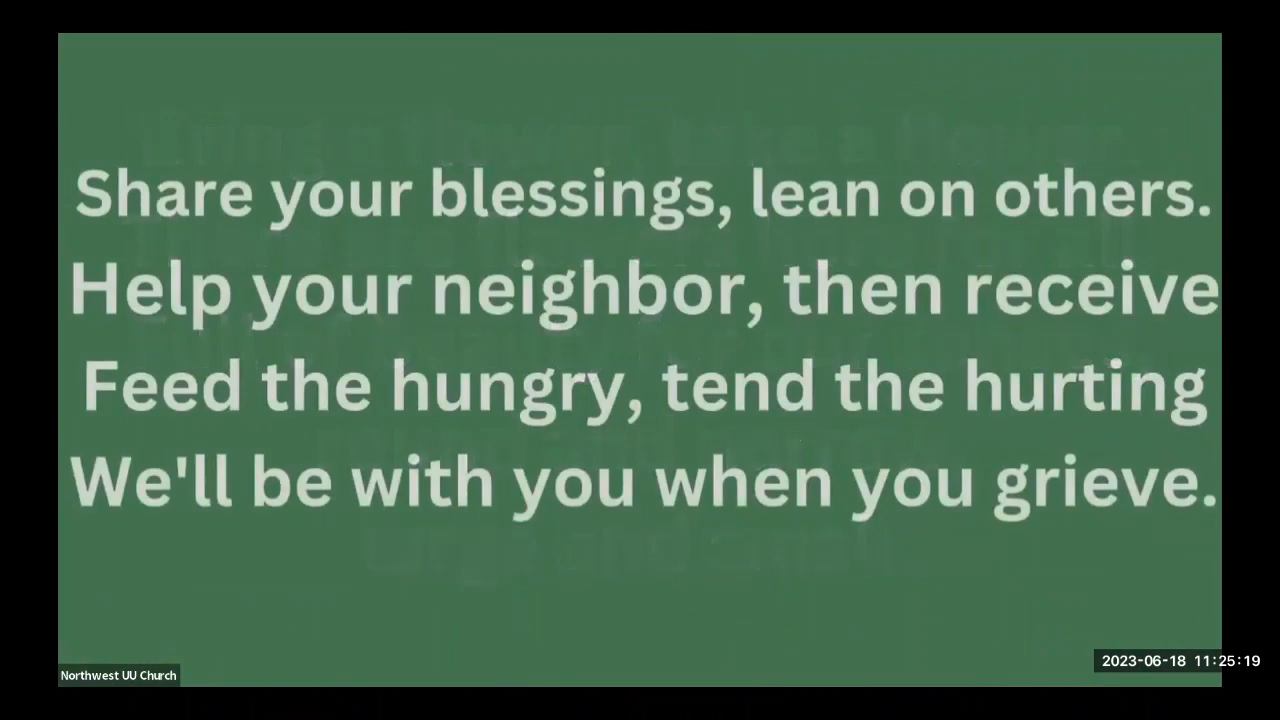 Share your blessings, lean on others.
Help your neighbor, then receive
Feed the hungry, tend the hurting
We'll be with you when you grieve.
Northwest UU Church
2023-06-18 11:25:19